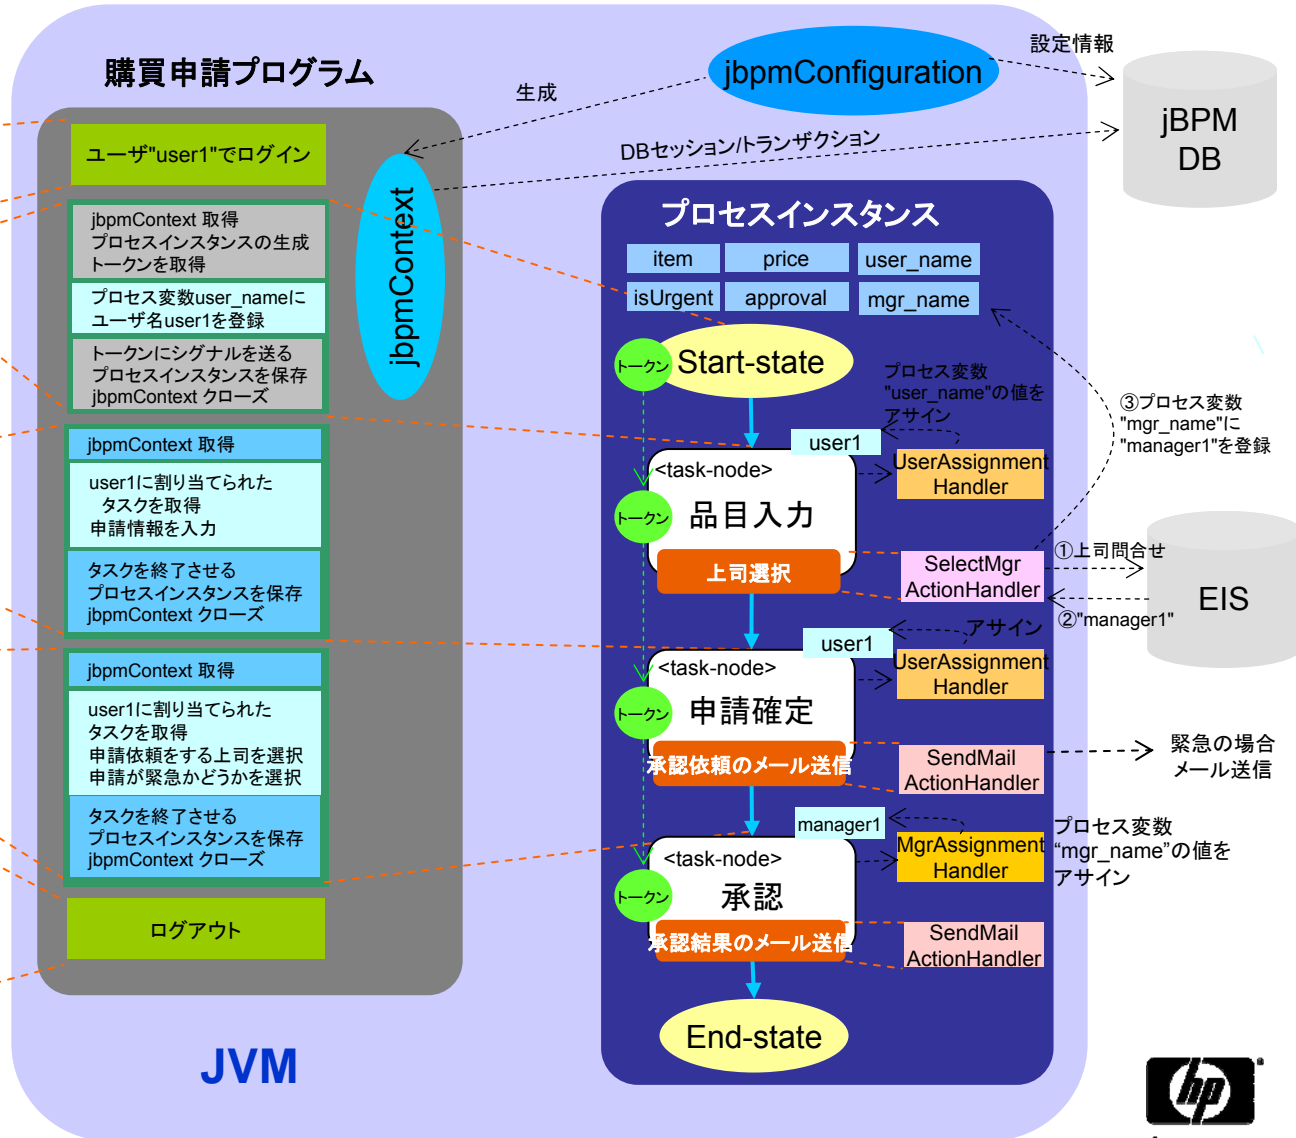 購買申請プログラム
ユーザ"user1"でログイン
jbpmContext 取得
プロセスインスタンスの生成
トークンを取得
プロセス変数user_nameに
ユーザ名user1を登録
トークンにシグナルを送る
プロセスインスタンスを保存
jbpmContext クローズ
jbpmContext 取得
user1に割り当てられた
タスクを取得
申請情報を入力
タスクを終了させる
プロセスインスタンスを保存
jbpmContext クローズ
jbpmContext 取得
user1に割り当てられた
タスクを取得
申請依頼をする上司を選択
申請が緊急かどうかを選択
タスクを終了させる
プロセスインスタンスを保存
jbpmContext クローズ
ログアウト
JVM
jbpmContext
生成
jbpmConfiguration
設定情報
DBセッション/トランザクション
jBPM
DB
プロセスインスタンス
item
price
user_name
isUrgent
approval
mgr_name
トークン
Start-state
プロセス変数
"user_name"の値を
アサイン
user1
UserAssignment
Handler
<task-node>
トークン
品目入力
上司選択
SelectMgr
ActionHandler
③プロセス変数
"mgr_name"に
"manager1"を登録
①上司問合せ
②"manager1"
EIS
アサイン
user1
UserAssignment
Handler
<task-node>
トークン
申請確定
承認依頼のメール送信
SendMail
ActionHandler
緊急の場合
メール送信
manager1
MgrAssignment
Handler
プロセス変数
“mgr_name”の値を
アサイン
<task-node>
トークン
承認
承認結果のメール送信
SendMail
ActionHandler
End-state
hp